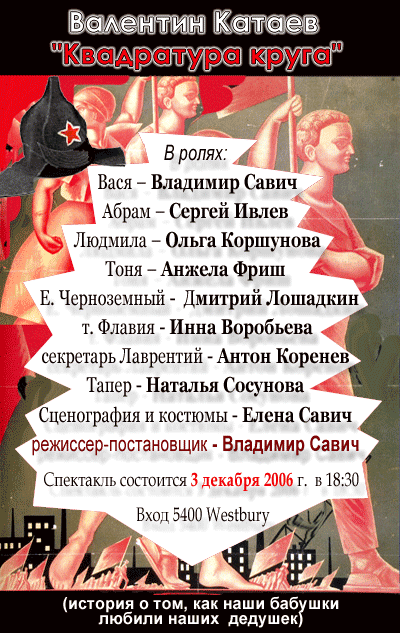 Валентин Катаев
"Квадратура круга"
В ролях:
Вася – Владимир Савич
Абрам – Сергей Ивлев
Людмила – Ольга Коршунова
Тоня – Анжела Фриш
Е. Черноземный - Дмитрий Лошадкин
т. Флавия - Инна Воробьева
секретарь Лаврентий - Антон Коренев
Тапер - Наталья Сосунова
Сценография и костюмы - Елена Савич
режиссер-постановщик - Владимир Савич
Спектакль состоится 3 декабря 2006 г. в 18:30
Вход 5400 Westbury
(история о том, как наши бабушки
любили наших дедушек)